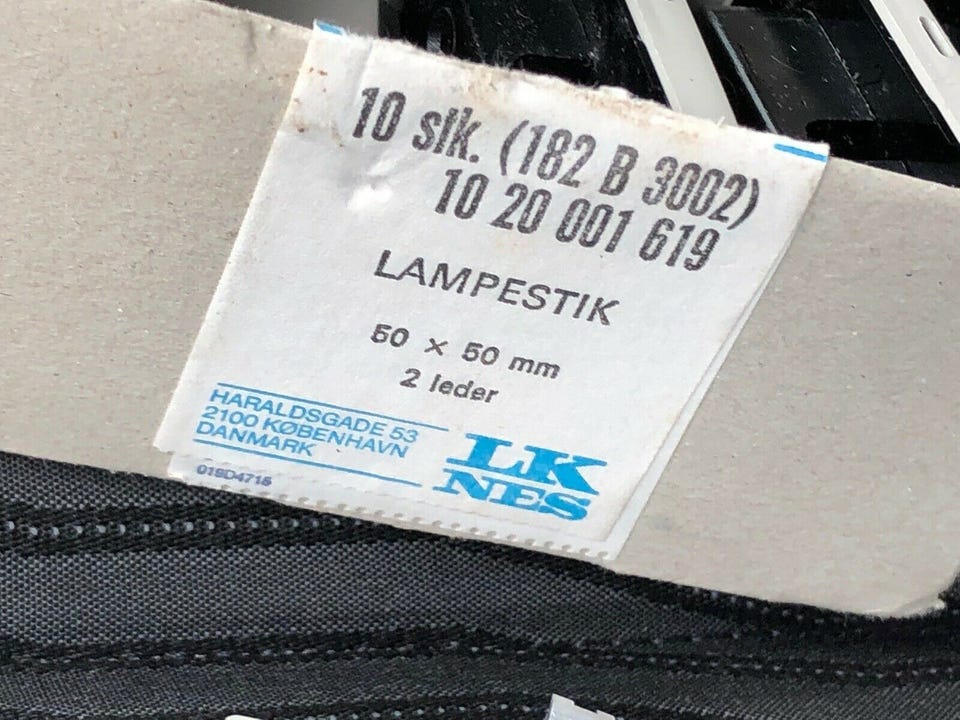 10 stk. (182 B 3002)
10 20 001 619
LAMPESTIK
50 x 50 mm
2 leder
HARALDSGADE 53
2100 KØBENHAVN
DANMARK
LK
NES
019D4715